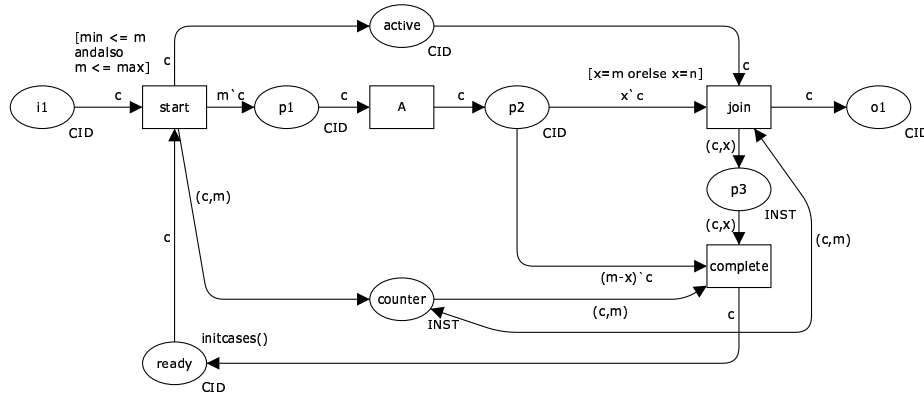 active
CID
[min <= m
andalso
m <= max]
c
c
[x=m orelse x=n]
i1
c
start
m`c
p1
c
A
c
p2
x`c
join
c
o1
CID
CID
CID
CID
(c,x)
p3
INST
(c,m)
c
(c,x)
(c,m)
complete
(m-x)`c
counter
INST
(c,m)
c
initcases()
ready
CID